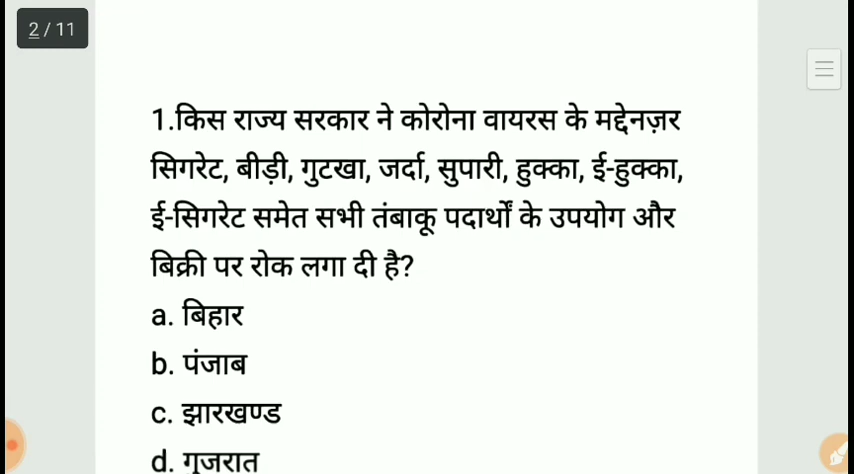 2 / 11
1.किस राज्य सरकार ने कोरोना वायरस के मद्देनज़र
सिगरेट, बीड़ी, गुटखा, जर्दा, सुपारी, हुक्का, ई-हुक्का,
ई-सिगरेट समेत सभी तंबाकू पदार्थों के उपयोग और
बिक्री पर रोक लगा दी है?
a. बिहार
b. पंजाब
c. झारखण्ड
d. गुजरात